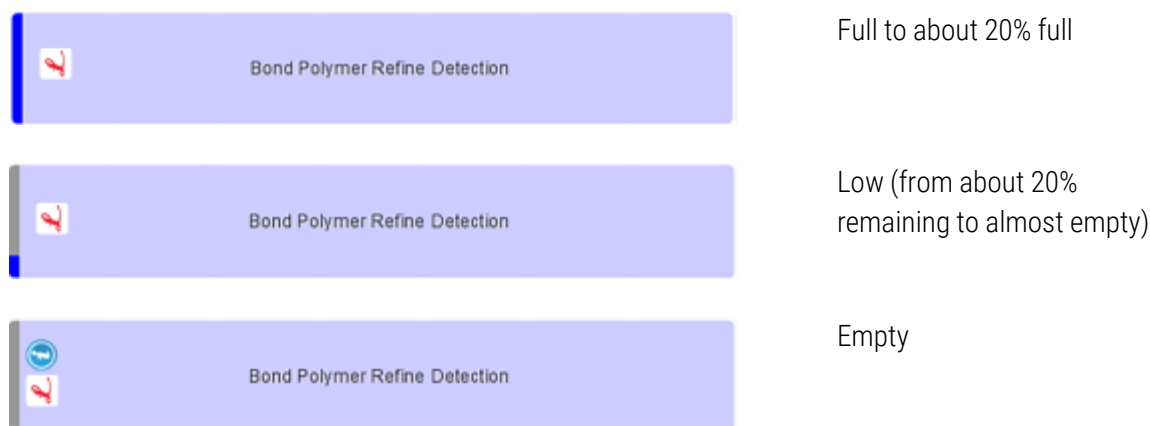 Bond Polymer Refine Detection
Full to about 20% full
Bond Polymer Refine Detection
Low (from about 20%
remaining to almost empty)
Bond Polymer Refine Detection
Empty